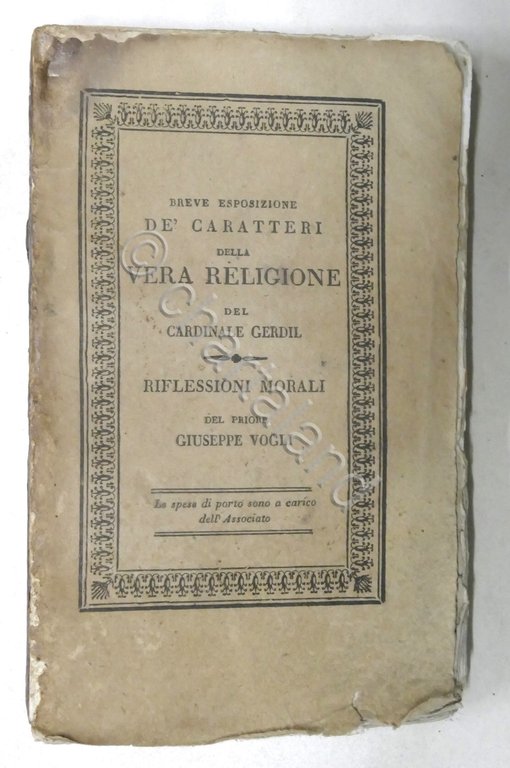 BREVE ESPOSIZIONE
DE' CARATTERI
DELLA
VERA RELIGIONE
DEL
CARDINALE GERDIL
RIFLESSIONI MORALI
DEL PRIORE
GIUSEPPE VOGLI
Le spese di porto sono a carico
dell' Associato
© chartaland